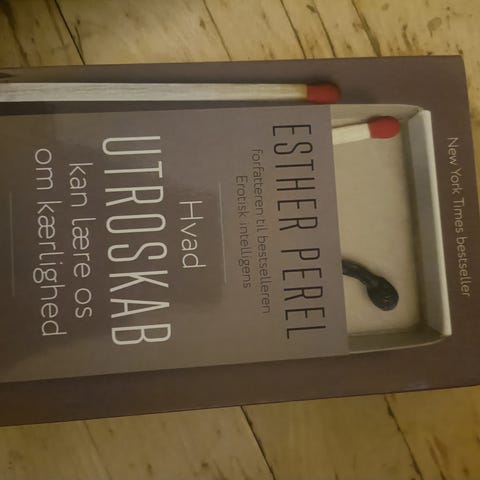 New York Times bestseller
ESTHER PEREL
forfatteren til bestselleren
Erotisk intelligens
Hvad
UTROSKAB
kan lære os
om kærlighed